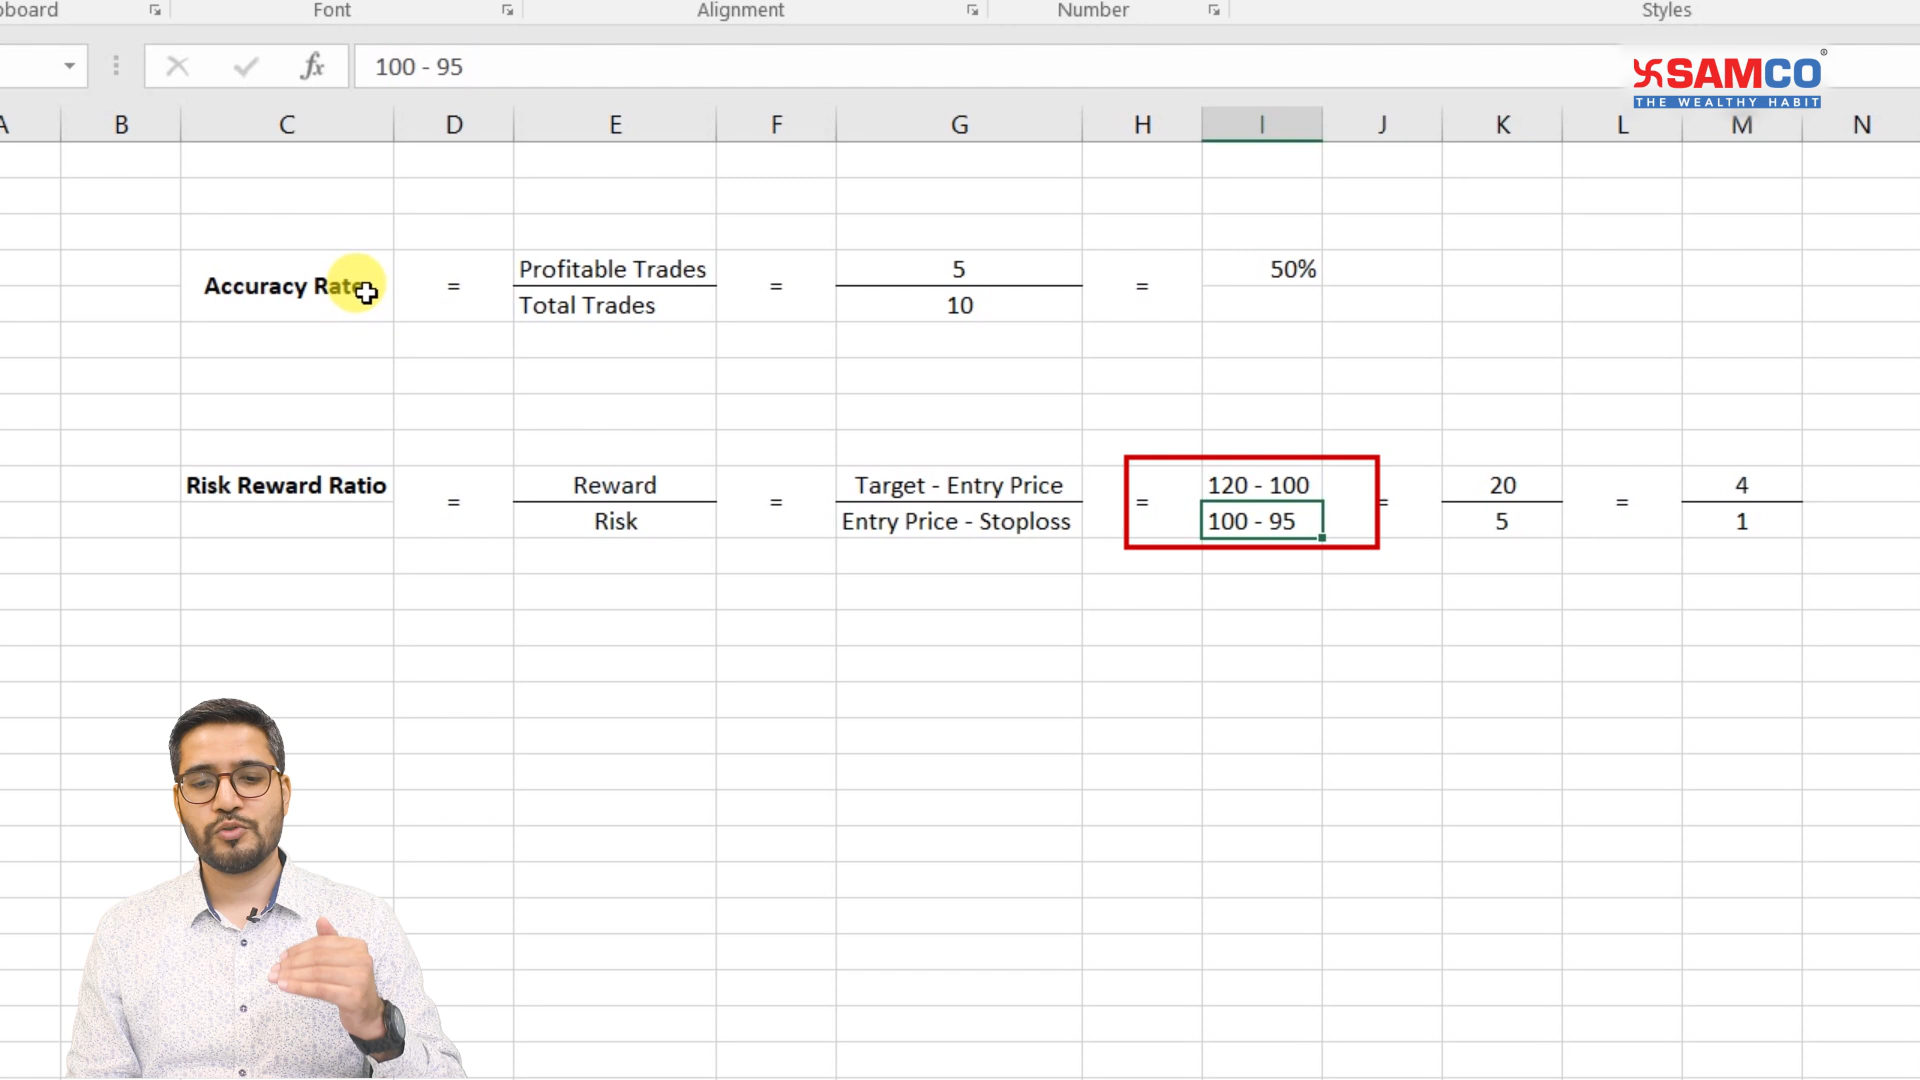 board Font Alignment Number Styles
fx 100 - 95
SAMCO®
THE WEALTHY HABIT
A B C D E F G H I J K L M N
Accuracy Rate = Profitable Trades = 5 = 50%
Total Trades 10
Risk Reward Ratio = Reward = Target - Entry Price = 120 - 100 = 20 = 4
Risk Entry Price - Stoploss 100 - 95 5 1